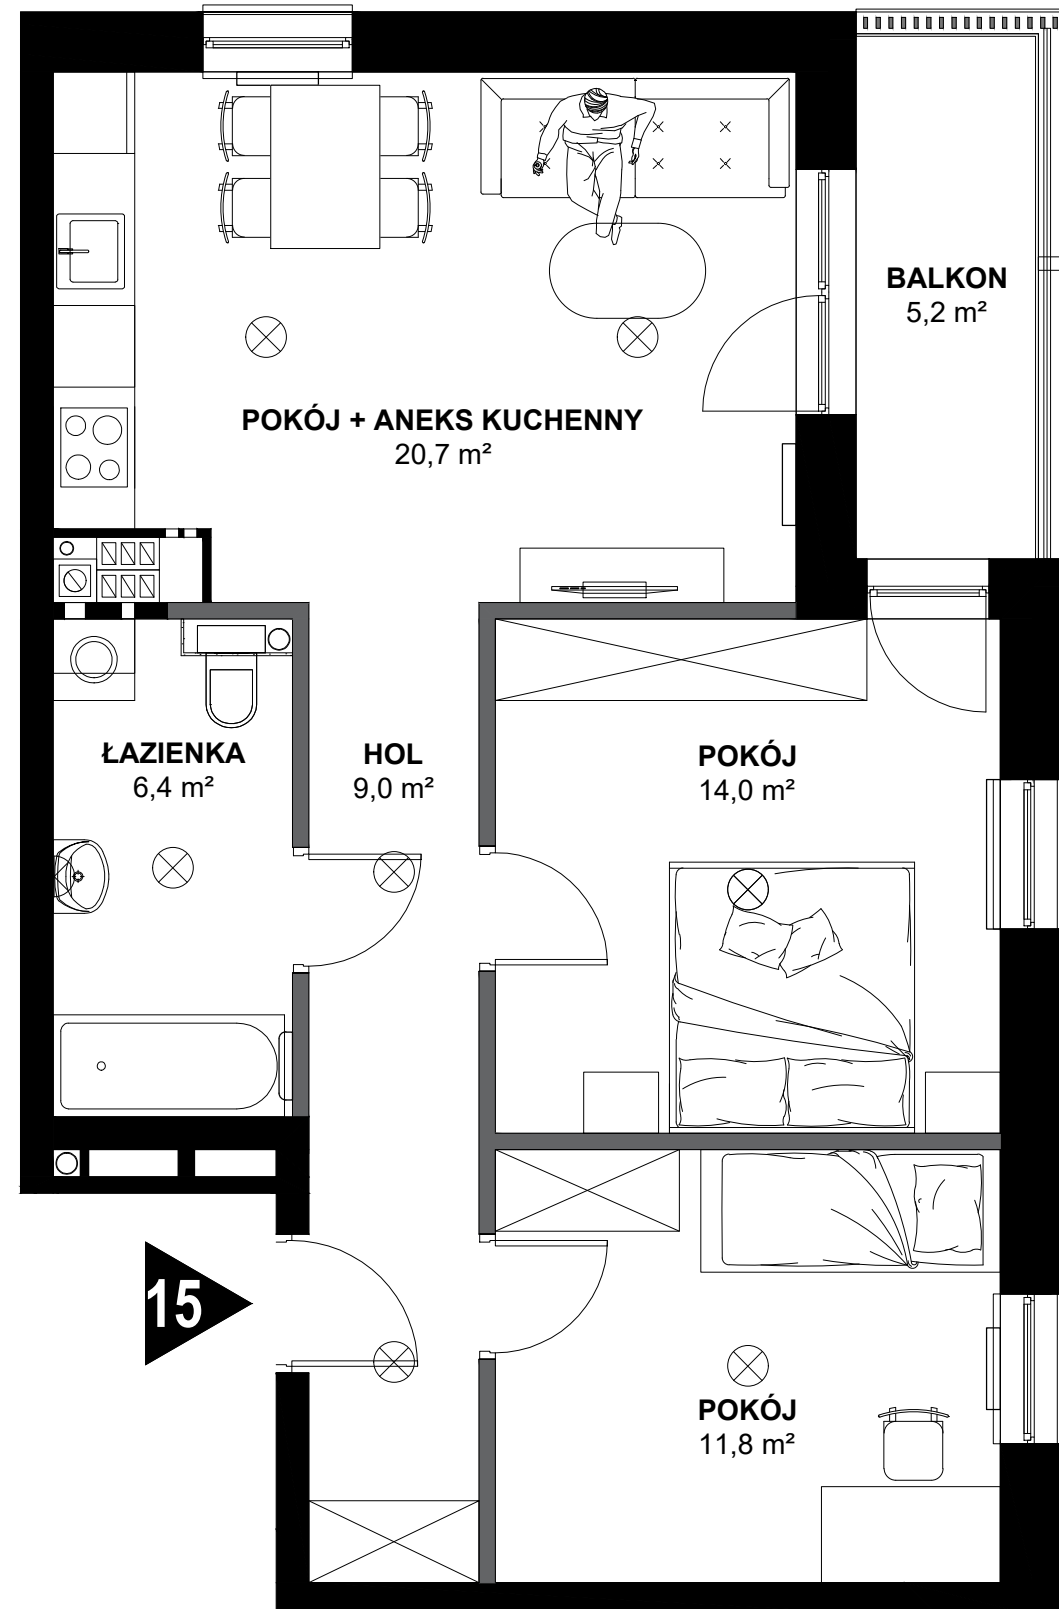 BALKON
5,2 m²
POKÓJ + ANEKS KUCHENNY
20,7 m²
ŁAZIENKA
6,4 m²
HOL
9,0 m²
POKÓJ
14,0 m²
15
POKÓJ
11,8 m²